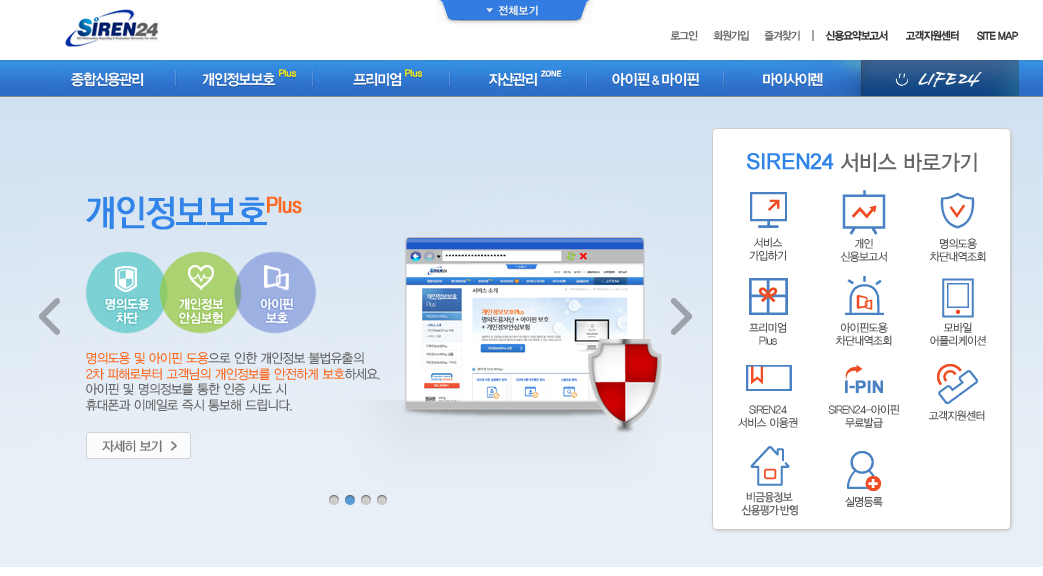 전체보기
SIREN24
로그인 회원가입 즐겨찾기 | 신용요약보고서 고객지원센터 SITE MAP
종합신용관리 개인정보보호 Plus 프리미엄 Plus 자산관리 ZONE 아이핀 & 마이핀 마이사이렌 LIFE24
SIREN24 서비스 바로가기
개인정보보호Plus
명의도용
차단
개인정보
안심보험
아이핀
보호
명의도용 및 아이핀 도용으로 인한 개인정보 불법유출의
2차 피해로부터 고객님의 개인정보를 안전하게 보호하세요.
아이핀 및 명의정보를 통한 인증 시도 시
휴대폰과 이메일로 즉시 통보해 드립니다.
자세히 보기
SIREN24
개인정보보호
Plus
서비스 소개
개인정보보호Plus
명의도용차단 + 아이핀 보호
+ 개인정보안심보험
서비스
가입하기
개인
신용보고서
명의도용
차단내역조회
프리미엄
Plus
아이핀도용
차단내역조회
모바일
어플리케이션
SIREN24
서비스 이용권
I-PIN
SIREN24-아이핀
무료발급
고객지원센터
비금융정보
신용평가 반영
실명등록